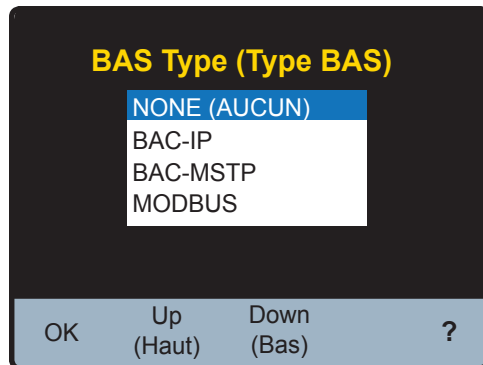 BAS Type (Type BAS)
NONE (AUCUN)
BAC-IP
BAC-MSTP
MODBUS
OK Up Down ?
(Haut) (Bas)